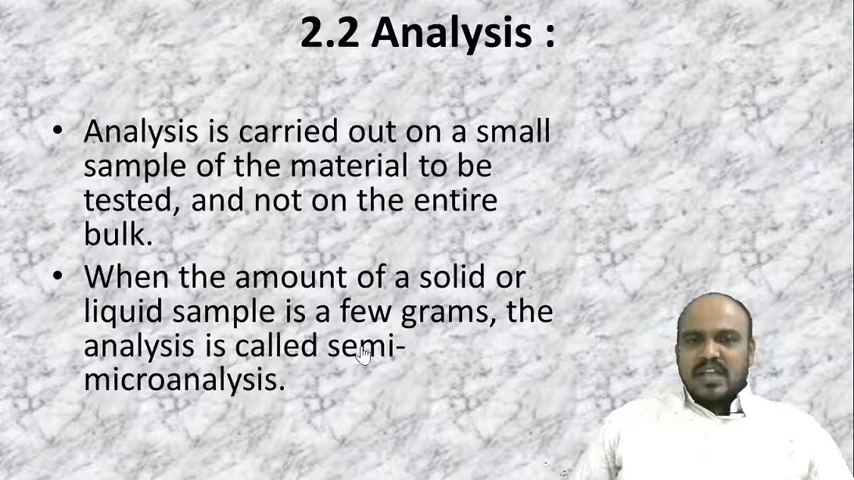 2.2 Analysis :
• Analysis is carried out on a small
sample of the material to be
tested, and not on the entire
bulk.
• When the amount of a solid or
liquid sample is a few grams, the
analysis is called semi-
microanalysis.